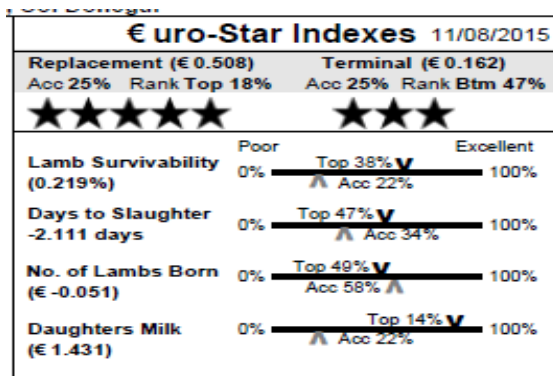 € uro-Star Indexes 11/08/2015
Replacement (€ 0.508) Terminal (€ 0.162)
Acc 25% Rank Top 18% Acc 25% Rank Btm 47%
Poor Excellent
Lamb Survivability 0% Top 38% 100%
(0.219%) Acc 22%
Days to Slaughter 0% Top 47% 100%
-2.111 days Acc 34%
No. of Lambs Born 0% Top 49% 100%
(€ -0.051) Acc 58%
Daughters Milk 0% Top 14% 100%
(€ 1.431) Acc 22%